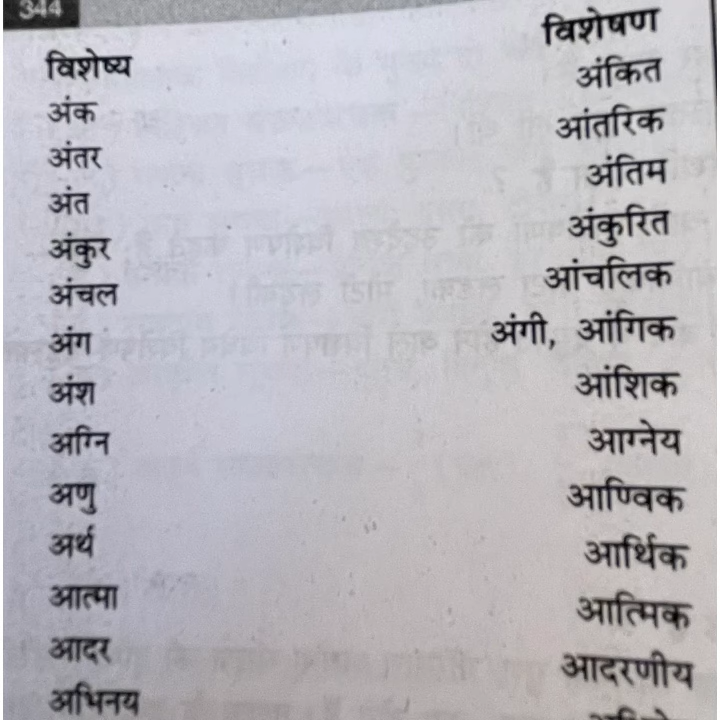 344
विशेष्य विशेषण
अंक अंकित
अंतर आंतरिक
अंत अंतिम
अंकुर अंकुरित
अंचल आंचलिक
अंग अंगी, आंगिक
अंश आंशिक
अग्नि आग्नेय
अणु आण्विक
अर्थ आर्थिक
आत्मा आत्मिक
आदर आदरणीय
अभिनय